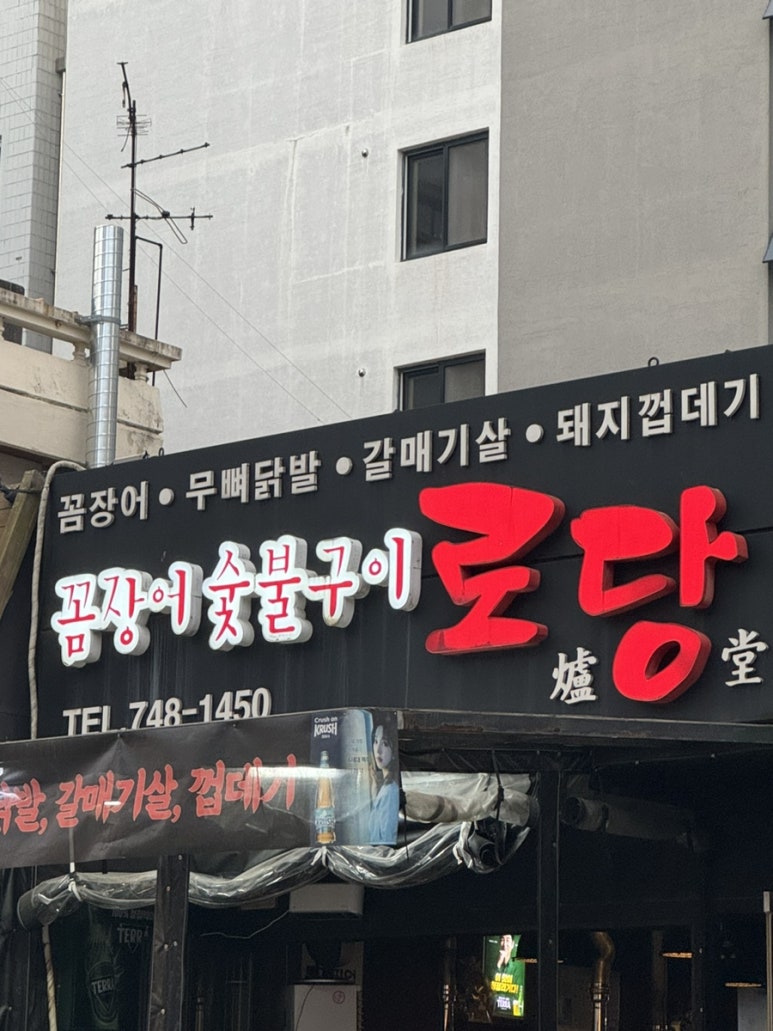 꼼장어 • 무뼈닭발 • 갈매기살 • 돼지껍데기
꼼장어 숯불구이 로당
爐 堂
TEL.748-1450
닭발, 갈매기살, 껍데기
Crush on
KRUSH
TERRA
TERRA